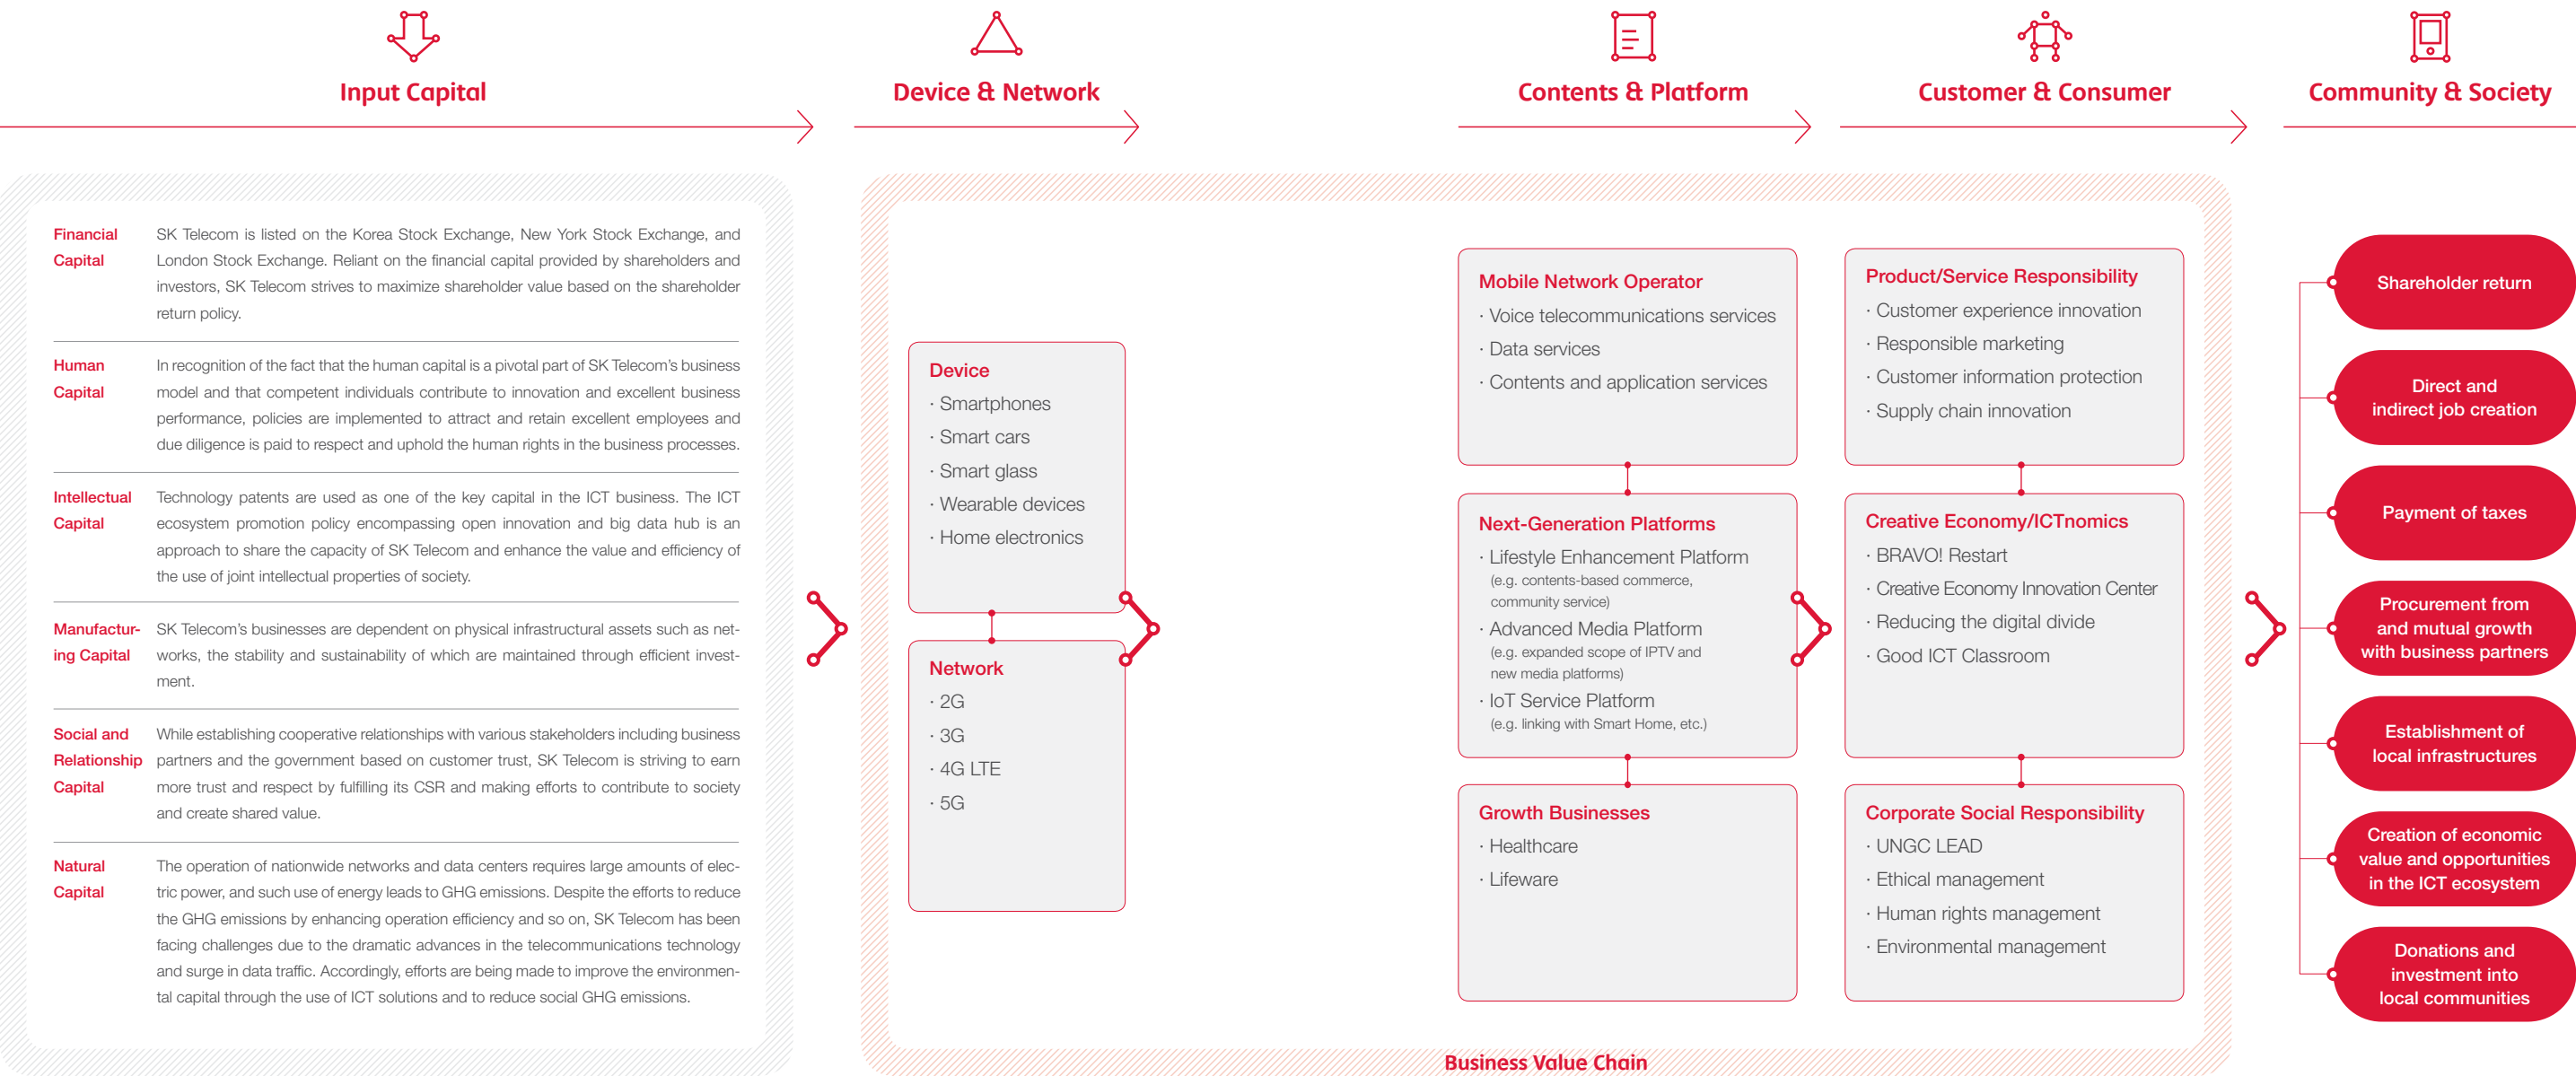 Input Capital
Device & Network
Contents & Platform
Customer & Consumer
Community & Society
Financial
Capital
SK Telecom is listed on the Korea Stock Exchange, New York Stock Exchange, and
London Stock Exchange. Reliant on the financial capital provided by shareholders and
investors, SK Telecom strives to maximize shareholder value based on the shareholder
return policy.
Human
Capital
In recognition of the fact that the human capital is a pivotal part of SK Telecom's business
model and that competent individuals contribute to innovation and excellent business
performance, policies are implemented to attract and retain excellent employees and
due diligence is paid to respect and uphold the human rights in the business processes.
Intellectual
Capital
Technology patents are used as one of the key capital in the ICT business. The ICT
ecosystem promotion policy encompassing open innovation and big data hub is an
approach to share the capacity of SK Telecom and enhance the value and efficiency of
the use of joint intellectual properties of society.
Manufactur-
ing Capital
SK Telecom's businesses are dependent on physical infrastructural assets such as net-
works, the stability and sustainability of which are maintained through efficient invest-
ment.
Social and
Relationship
Capital
While establishing cooperative relationships with various stakeholders including business
partners and the government based on customer trust, SK Telecom is striving to earn
more trust and respect by fulfilling its CSR and making efforts to contribute to society
and create shared value.
Natural
Capital
The operation of nationwide networks and data centers requires large amounts of elec-
tric power, and such use of energy leads to GHG emissions. Despite the efforts to reduce
the GHG emissions by enhancing operation efficiency and so on, SK Telecom has been
facing challenges due to the dramatic advances in the telecommunications technology
and surge in data traffic. Accordingly, efforts are being made to improve the environmen-
tal capital through the use of ICT solutions and to reduce social GHG emissions.
Device
· Smartphones
· Smart cars
· Smart glass
· Wearable devices
· Home electronics
Network
· 2G
· 3G
· 4G LTE
· 5G
Mobile Network Operator
· Voice telecommunications services
· Data services
· Contents and application services
Next-Generation Platforms
· Lifestyle Enhancement Platform
(e.g. contents-based commerce,
community service)
· Advanced Media Platform
(e.g. expanded scope of IPTV and
new media platforms)
· IoT Service Platform
(e.g. linking with Smart Home, etc.)
Growth Businesses
· Healthcare
· Lifeware
Product/Service Responsibility
· Customer experience innovation
· Responsible marketing
· Customer information protection
· Supply chain innovation
Creative Economy/ICTnomics
· BRAVO! Restart
· Creative Economy Innovation Center
· Reducing the digital divide
· Good ICT Classroom
Corporate Social Responsibility
· UNGC LEAD
· Ethical management
· Human rights management
· Environmental management
Business Value Chain
Shareholder return
Direct and
indirect job creation
Payment of taxes
Procurement from
and mutual growth
with business partners
Establishment of
local infrastructures
Creation of economic
value and opportunities
in the ICT ecosystem
Donations and
investment into
local communities